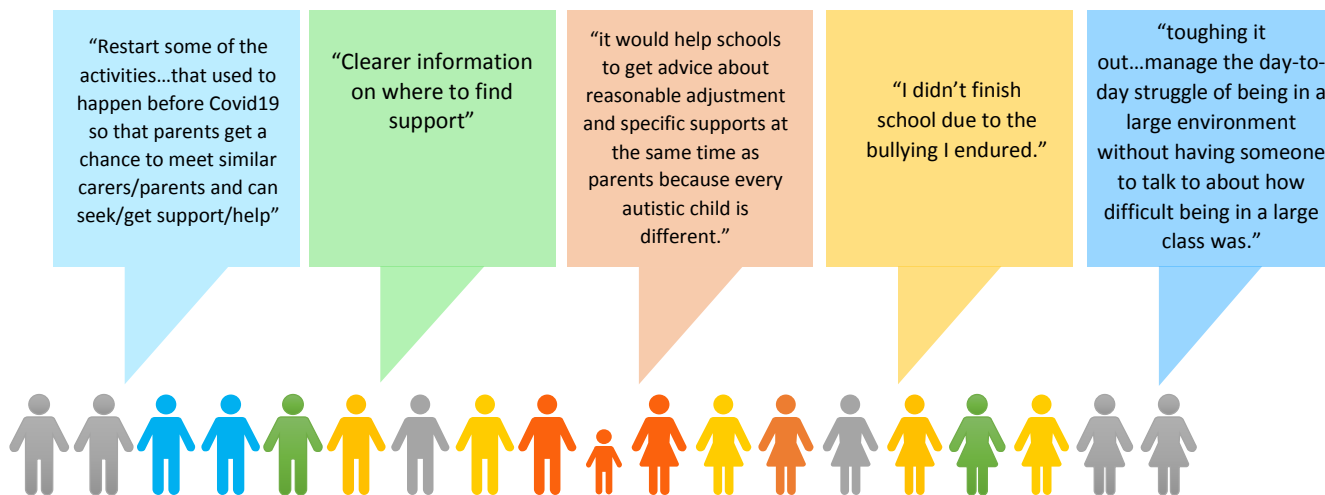 “Restart some of the
activities…that used to
happen before Covid19
so that parents get a
chance to meet similar
carers/parents and can
seek/get support/help”
“Clearer information
on where to find
support”
“it would help schools
to get advice about
reasonable adjustment
and specific supports at
the same time as
parents because every
autistic child is
different.”
“I didn’t finish
school due to the
bullying I endured.”
“toughing it
out…manage the day-to-
day struggle of being in a
large environment
without having someone
to talk to about how
difficult being in a large
class was.”